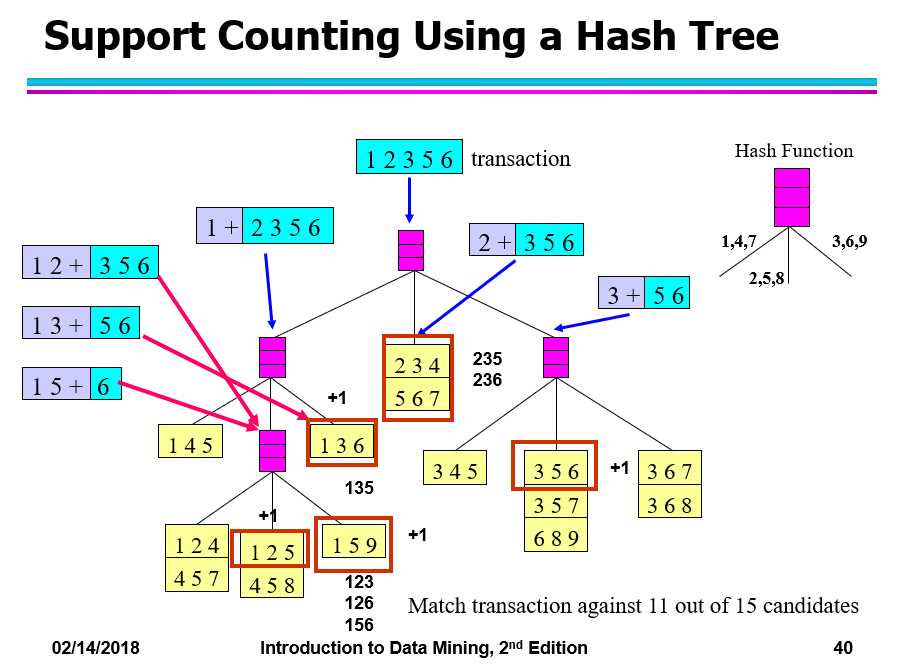 Support Counting Using a Hash Tree
1 2 3 5 6 transaction
Hash Function
1,4,7
3,6,9
2,5,8
1 + 2 3 5 6
2 + 3 5 6
1 2 + 3 5 6
3 + 5 6
1 3 + 5 6
1 5 + 6
2 3 4
5 6 7
235
236
+1
1 4 5
1 3 6
3 4 5
3 5 6
+1
3 6 7
3 5 7
3 6 8
6 8 9
135
+1
1 2 4
1 2 5
1 5 9
+1
4 5 7
4 5 8
123
126
156
Match transaction against 11 out of 15 candidates
02/14/2018
Introduction to Data Mining, 2nd Edition
40